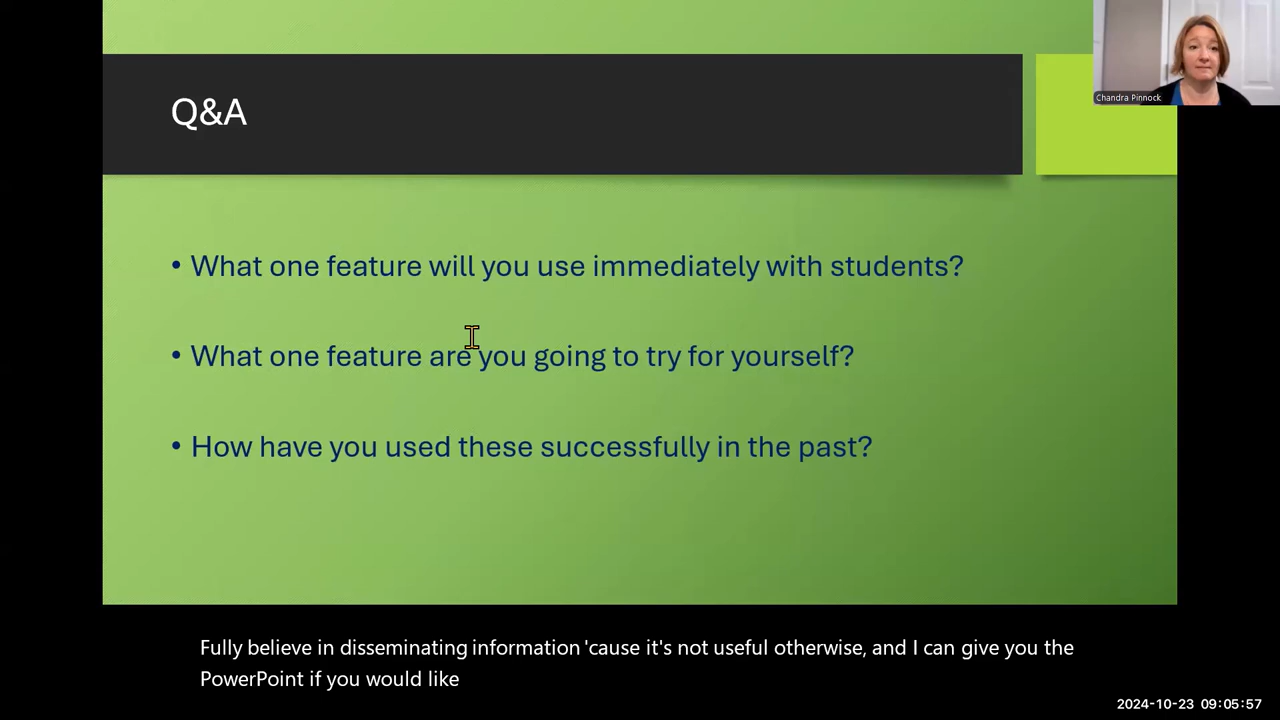 Chandra Pinnock
Q&A
• What one feature will you use immediately with students?
• What one feature are you going to try for yourself?
• How have you used these successfully in the past?
Fully believe in disseminating information 'cause it's not useful otherwise, and I can give you the
PowerPoint if you would like
2024-10-23 09:05:57